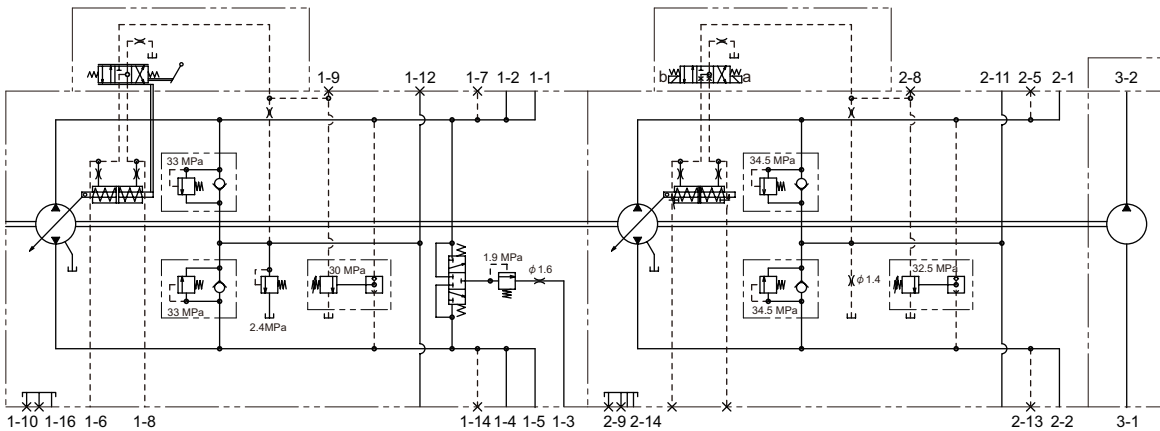 b a
1-9 1-12 1-7 1-2 1-1 2-8 2-11 2-5 2-1 3-2
33 MPa 34.5 MPa
1.9 MPa
30 MPa φ 1.6 32.5 MPa
φ 1.4
33 MPa 34.5 MPa
2.4MPa
1-10 1-16 1-6 1-8 1-14 1-4 1-5 1-3 2-9 2-14 2-13 2-2 3-1